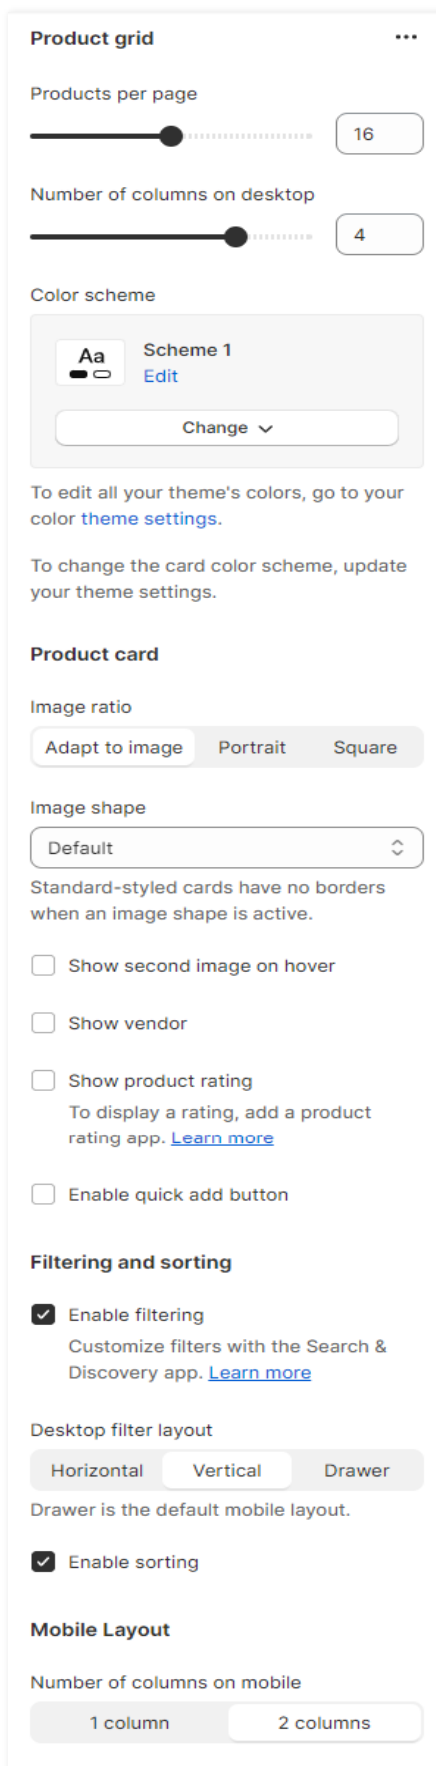 Product grid
Products per page
16
Number of columns on desktop
4
Color scheme
Aa
Scheme 1
Edit
Change
To edit all your theme's colors, go to your
color theme settings.
To change the card color scheme, update
your theme settings.
Product card
Image ratio
Adapt to image Portrait Square
Image shape
Default
Standard-styled cards have no borders
when an image shape is active.
Show second image on hover
Show vendor
Show product rating
To display a rating, add a product
rating app. Learn more
Enable quick add button
Filtering and sorting
Enable filtering
Customize filters with the Search &
Discovery app. Learn more
Desktop filter layout
Horizontal Vertical Drawer
Drawer is the default mobile layout.
Enable sorting
Mobile Layout
Number of columns on mobile
1 column 2 columns